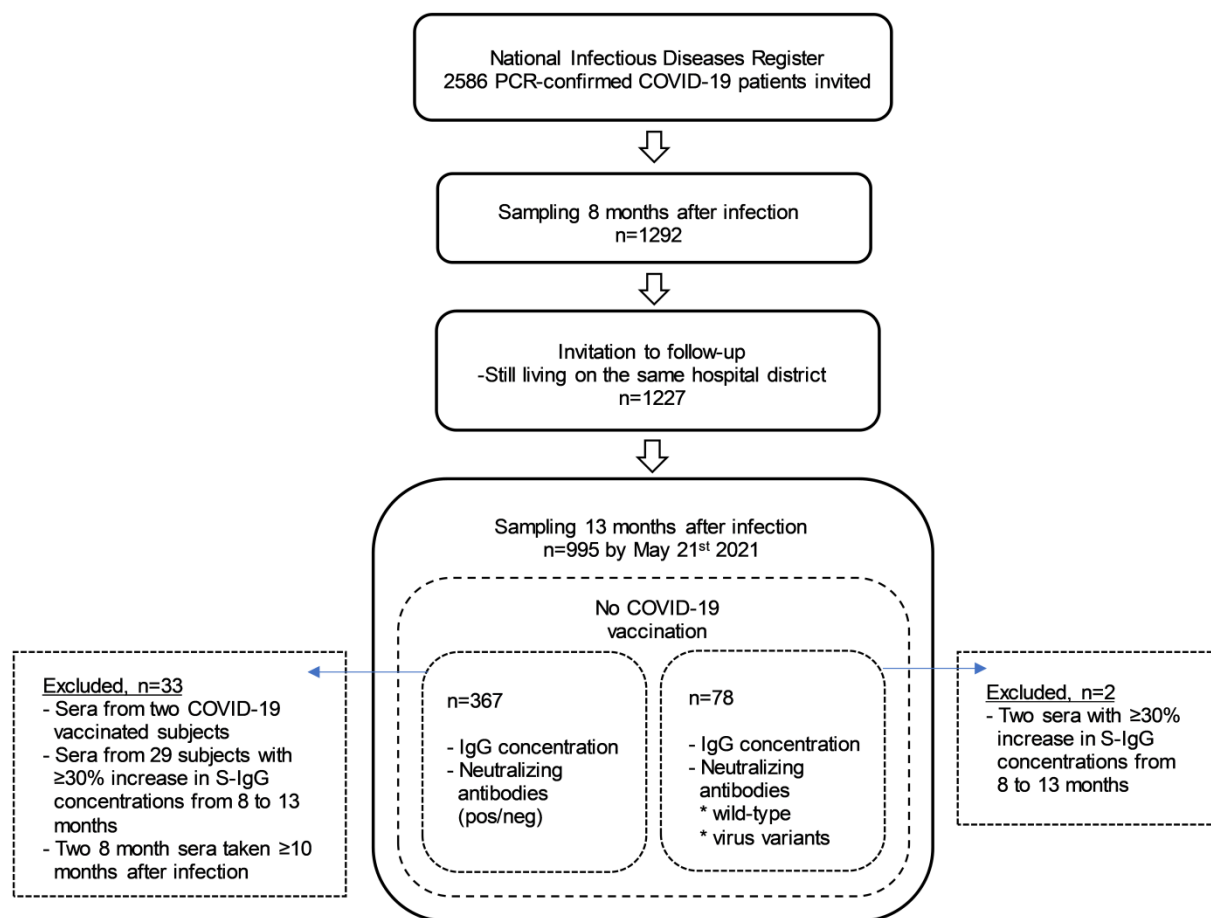 National Infectious Diseases Register
2586 PCR-confirmed COVID-19 patients invited
Sampling 8 months after infection
n=1292
Invitation to follow-up
-Still living on the same hospital district
n=1227
Sampling 13 months after infection
n=995 by May 21st 2021
No COVID-19
vaccination
Excluded, n=33
- Sera from two COVID-19
vaccinated subjects
- Sera from 29 subjects with
≥30% increase in S-IgG
concentrations from 8 to 13
months
- Two 8 month sera taken ≥10
months after infection
n=367
- IgG concentration
- Neutralizing
antibodies
(pos/neg)
n=78
- IgG concentration
- Neutralizing
antibodies
* wild-type
* virus variants
Excluded, n=2
- Two sera with ≥30%
increase in S-IgG
concentrations from
8 to 13 months